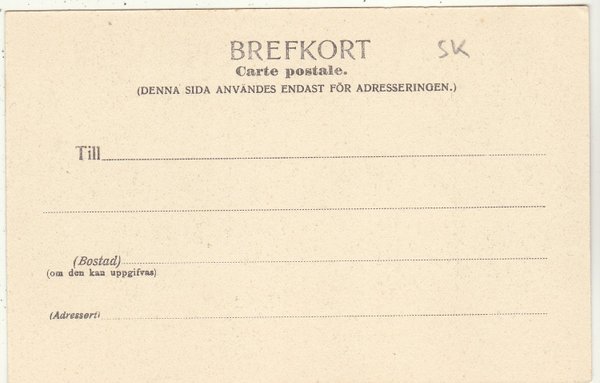 BREFKORT SK
Carte postale.
(DENNA SIDA ANVÄNDES ENDAST FÖR ADRESSERINGEN.)
Till
(Bostad)
(om den kan uppgifvas)
(Adressort)